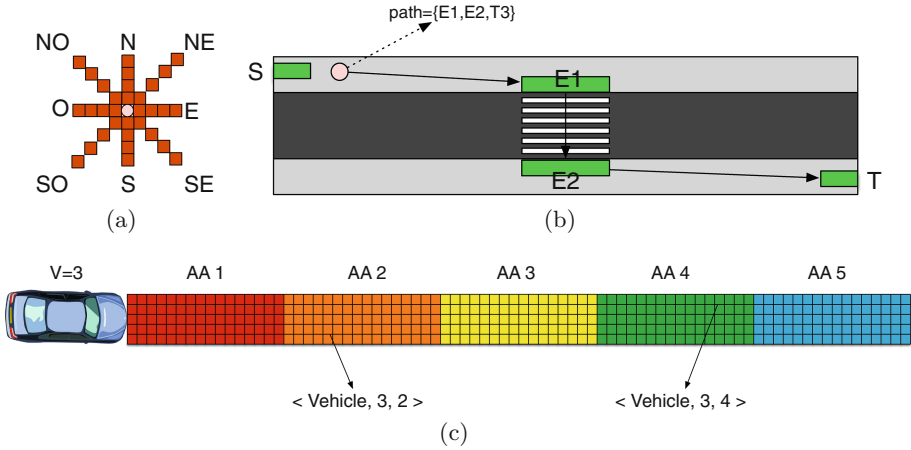 path={E1,E2,T3}
NO N NE
O E
SO S SE
(a)
S E1
E2 T
(b)
V=3 AA 1 AA 2 AA 3 AA 4 AA 5
< Vehicle, 3, 2 > < Vehicle, 3, 4 >
(c)